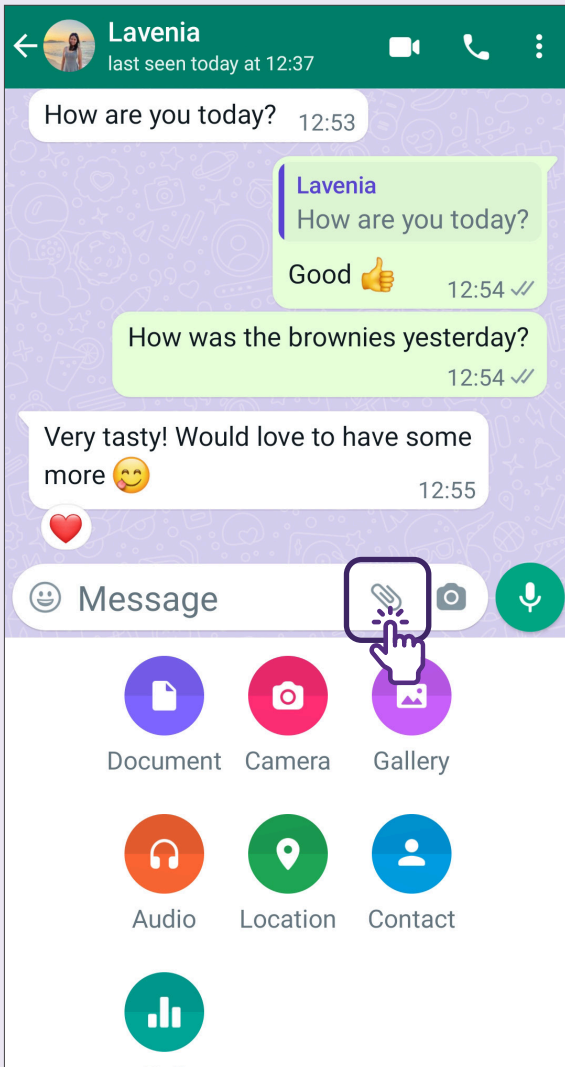 Lavenia
last seen today at 12:37
How are you today? 12:53
Lavenia
How are you today?
Good 👍 12:54
How was the brownies yesterday?
12:54
Very tasty! Would love to have some
more 😋 12:55
Message
Document Camera Gallery
Audio Location Contact